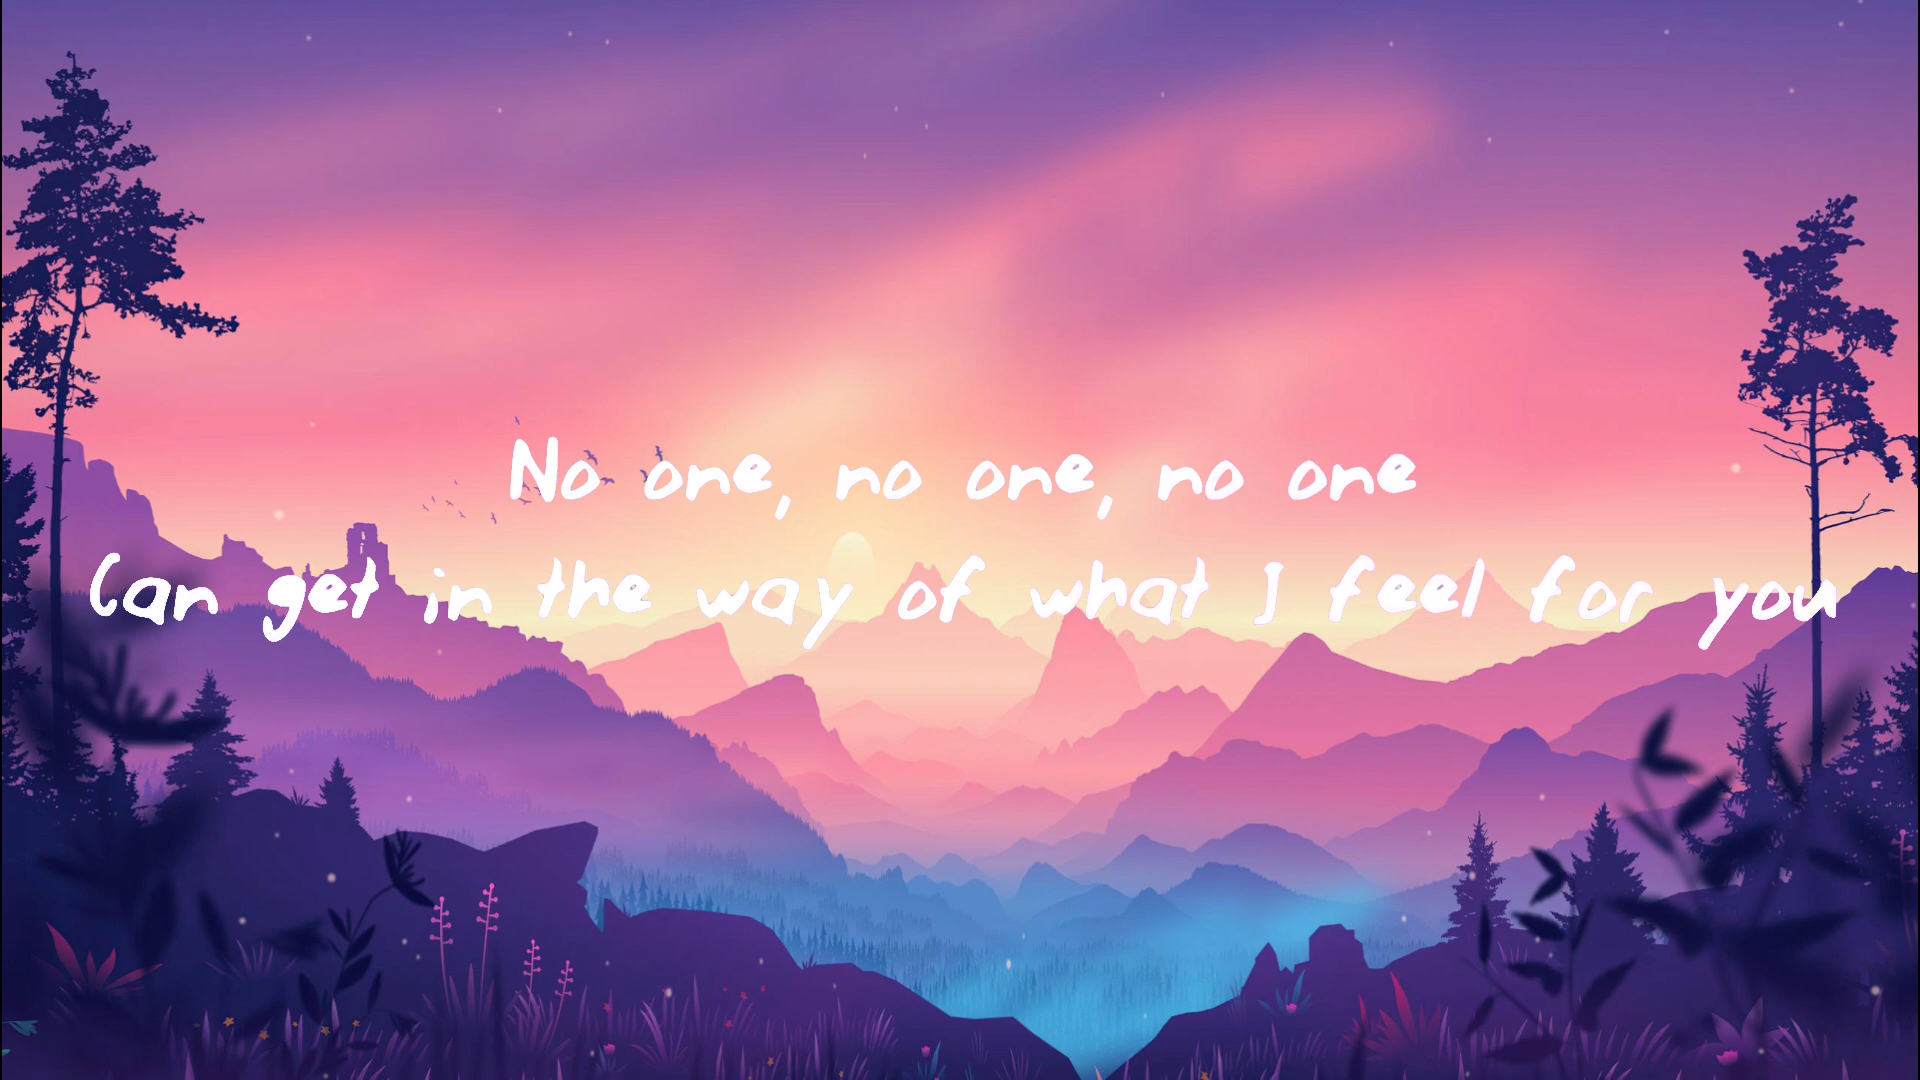 No one, no one, no one
Can get in the way of what I feel for you